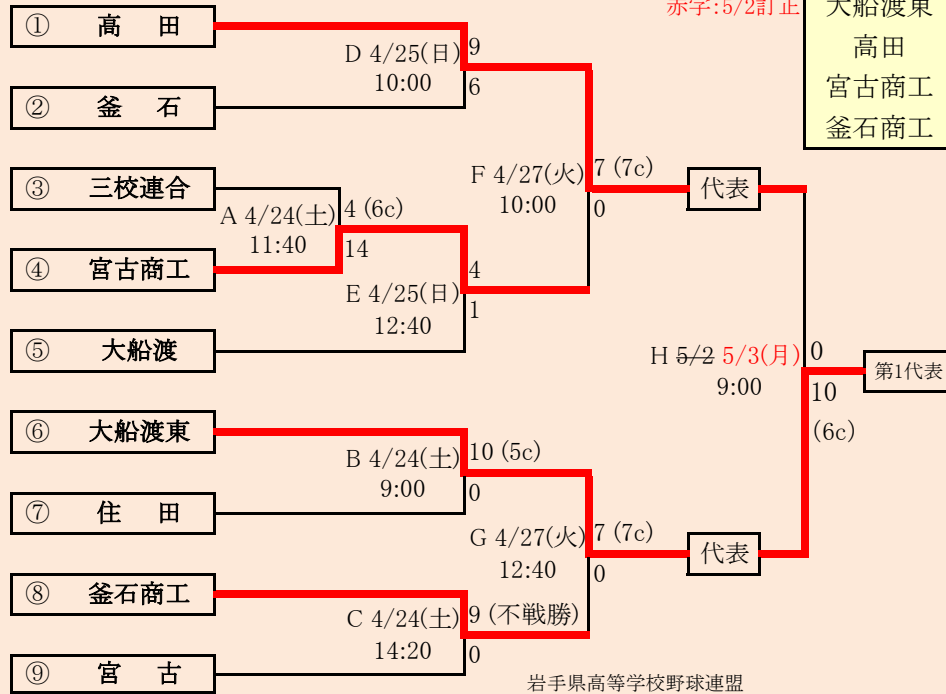 赤字:5/2訂正
大船渡東
高田
宮古商工
釜石商工
① 高 田
D 4/25(日)
10:00
9
6
② 釜 石
③ 三校連合
A 4/24(土)
11:40
4 (6c)
14
④ 宮古商工
E 4/25(日)
12:40
4
1
⑤ 大船渡
F 4/27(火)
10:00
7 (7c)
0
代表
H 5/2 5/3(月)
9:00
0
10
(6c)
第1代表
⑥ 大船渡東
B 4/24(土)
9:00
10 (5c)
0
⑦ 住 田
G 4/27(火)
12:40
7 (7c)
0
代表
⑧ 釜石商工
C 4/24(土)
14:20
9 (不戦勝)
0
⑨ 宮 古
岩手県高等学校野球連盟